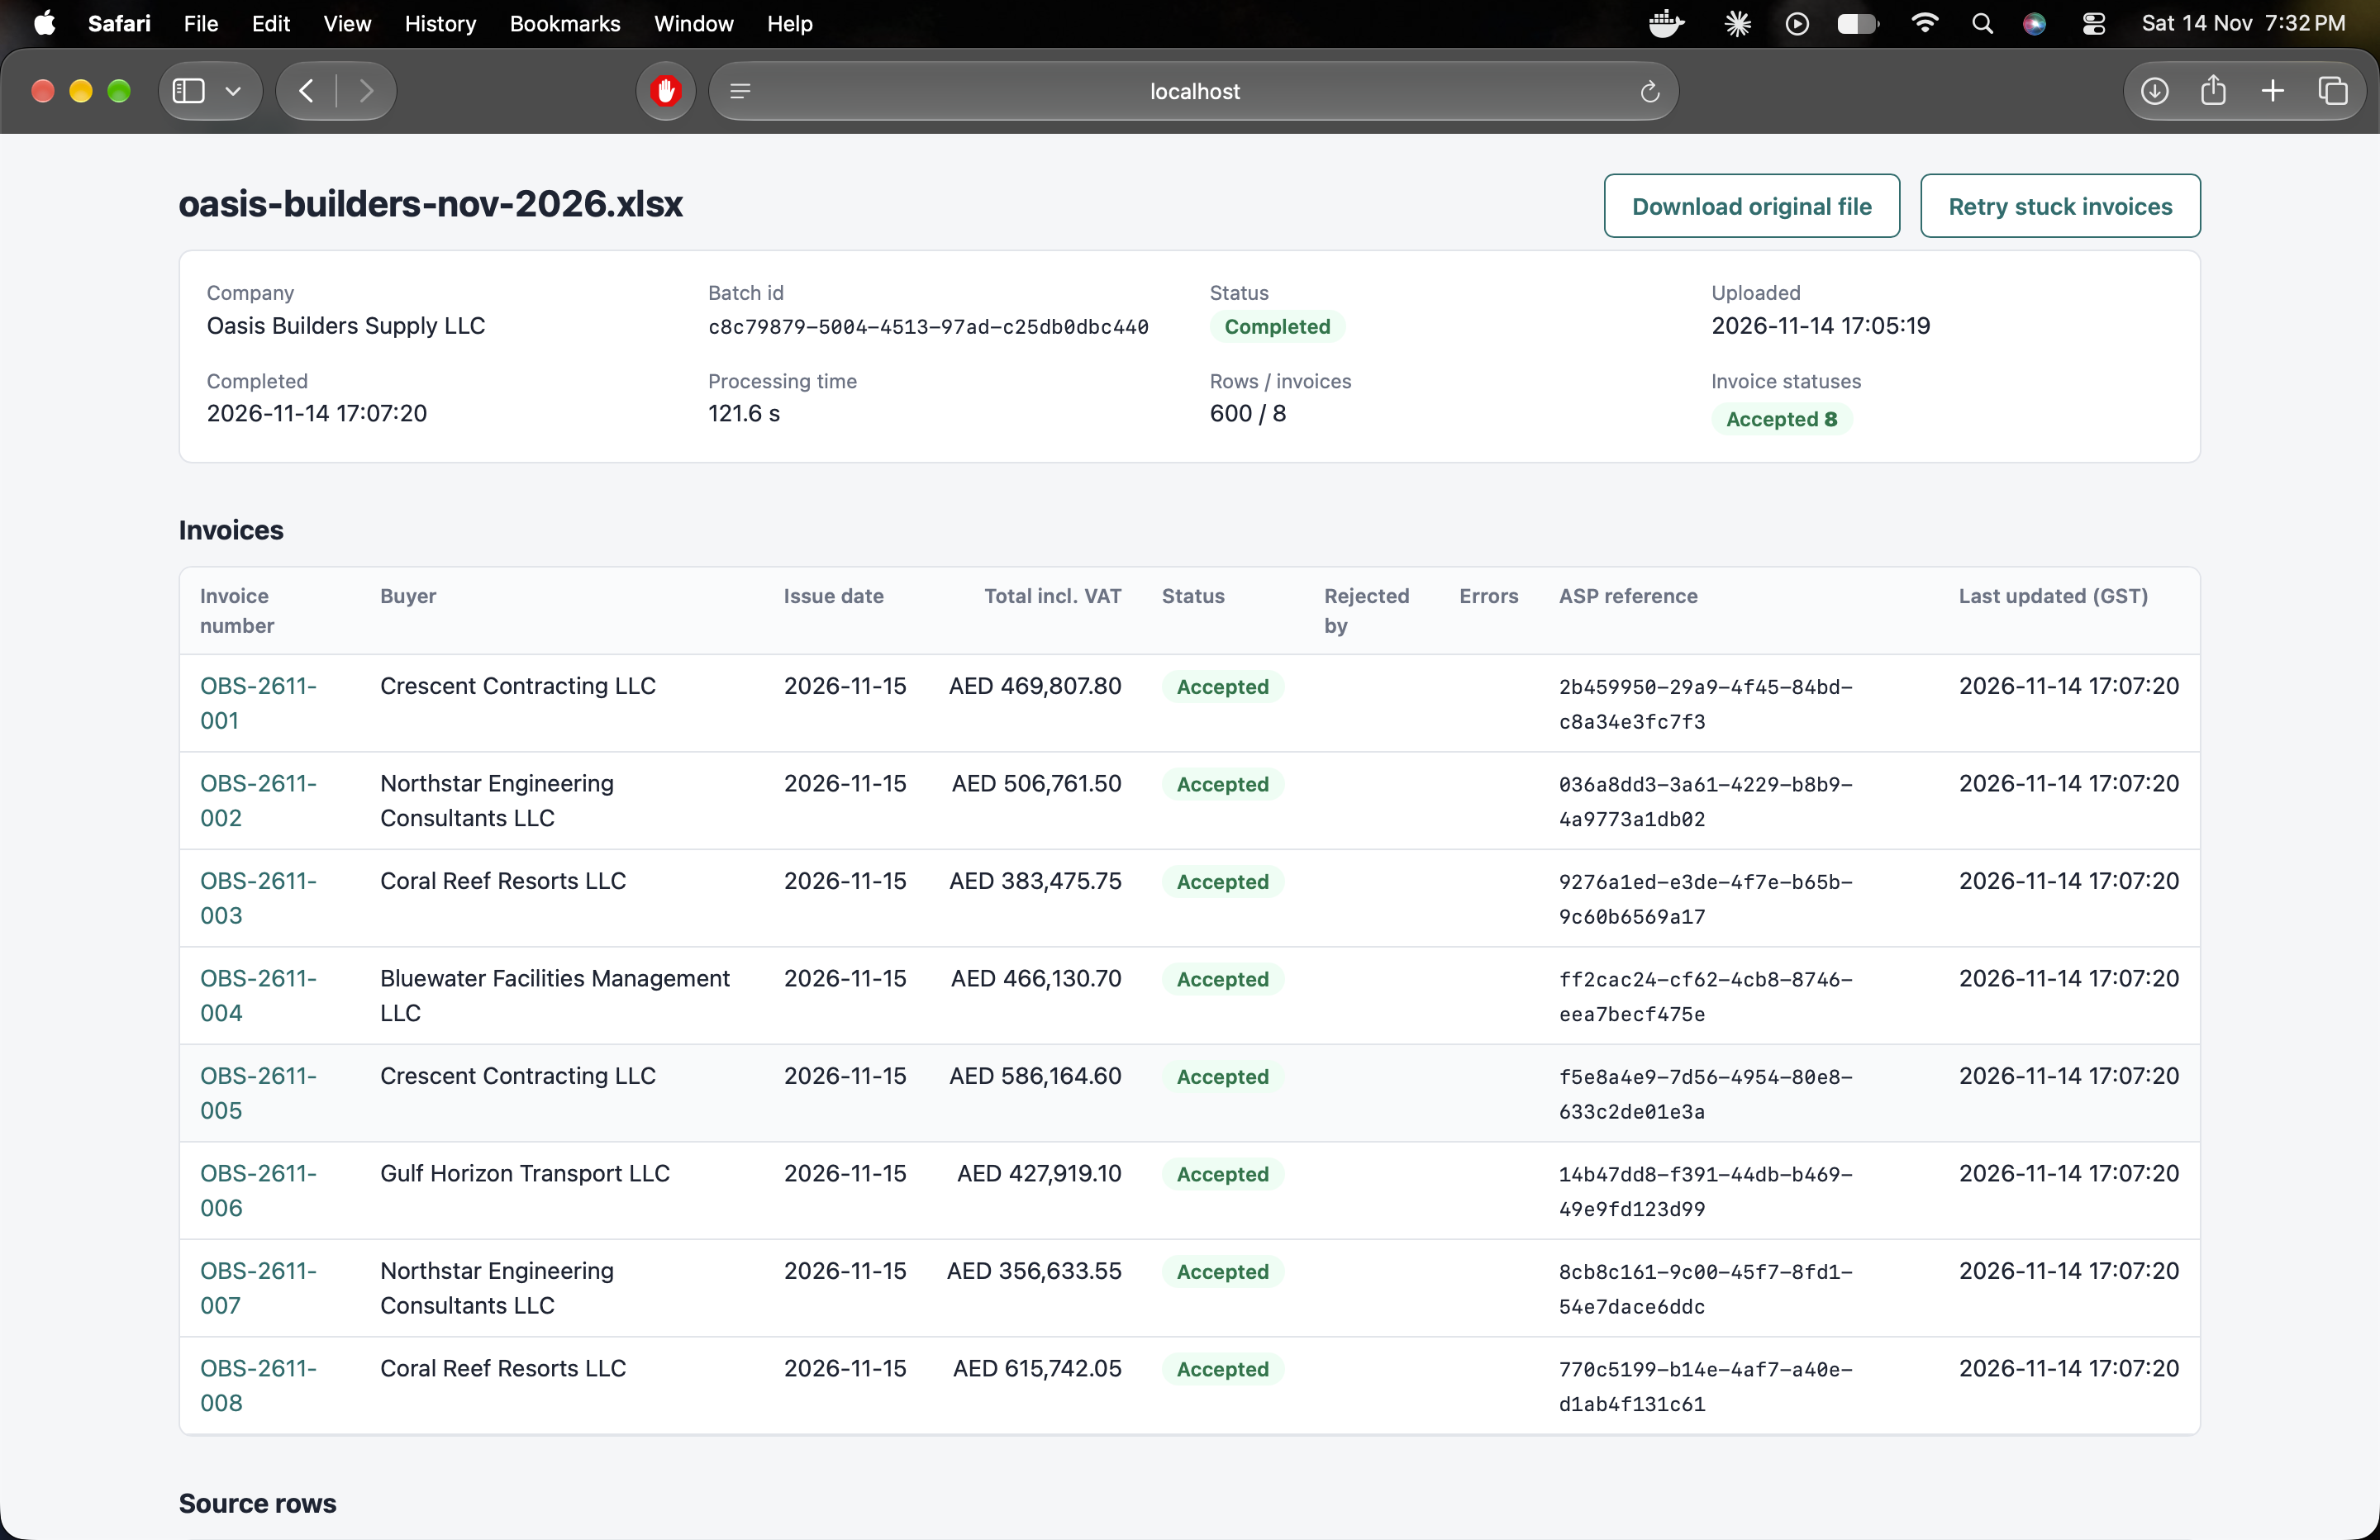 Safari File Edit View History Bookmarks Window Help Sat 14 Nov 7:32 PM
localhost
oasis-builders-nov-2026.xlsx Download original file Retry stuck invoices
Company Batch id Status Uploaded
Oasis Builders Supply LLC c8c79879-5004-4513-97ad-c25db0dbc440 Completed 2026-11-14 17:05:19
Completed Processing time Rows / invoices Invoice statuses
2026-11-14 17:07:20 121.6 s 600 / 8 Accepted 8
Invoices
Invoice Buyer Issue date Total incl. VAT Status Rejected Errors ASP reference Last updated (GST)
number by
OBS-2611- Crescent Contracting LLC 2026-11-15 AED 469,807.80 Accepted 2b459950-29a9-4f45-84bd- 2026-11-14 17:07:20
001 c8a34e3fc7f3
OBS-2611- Northstar Engineering 2026-11-15 AED 506,761.50 Accepted 036a8dd3-3a61-4229-b8b9- 2026-11-14 17:07:20
002 Consultants LLC 4a9773a1db02
OBS-2611- Coral Reef Resorts LLC 2026-11-15 AED 383,475.75 Accepted 9276a1ed-e3de-4f7e-b65b- 2026-11-14 17:07:20
003 9c60b6569a17
OBS-2611- Bluewater Facilities Management 2026-11-15 AED 466,130.70 Accepted ff2cac24-cf62-4cb8-8746- 2026-11-14 17:07:20
004 LLC eea7becf475e
OBS-2611- Crescent Contracting LLC 2026-11-15 AED 586,164.60 Accepted f5e8a4e9-7d56-4954-80e8- 2026-11-14 17:07:20
005 633c2de01e3a
OBS-2611- Gulf Horizon Transport LLC 2026-11-15 AED 427,919.10 Accepted 14b47dd8-f391-44db-b469- 2026-11-14 17:07:20
006 49e9fd123d99
OBS-2611- Northstar Engineering 2026-11-15 AED 356,633.55 Accepted 8cb8c161-9c00-45f7-8fd1- 2026-11-14 17:07:20
007 Consultants LLC 54e7dace6ddc
OBS-2611- Coral Reef Resorts LLC 2026-11-15 AED 615,742.05 Accepted 770c5199-b14e-4af7-a40e- 2026-11-14 17:07:20
008 d1ab4f131c61
Source rows